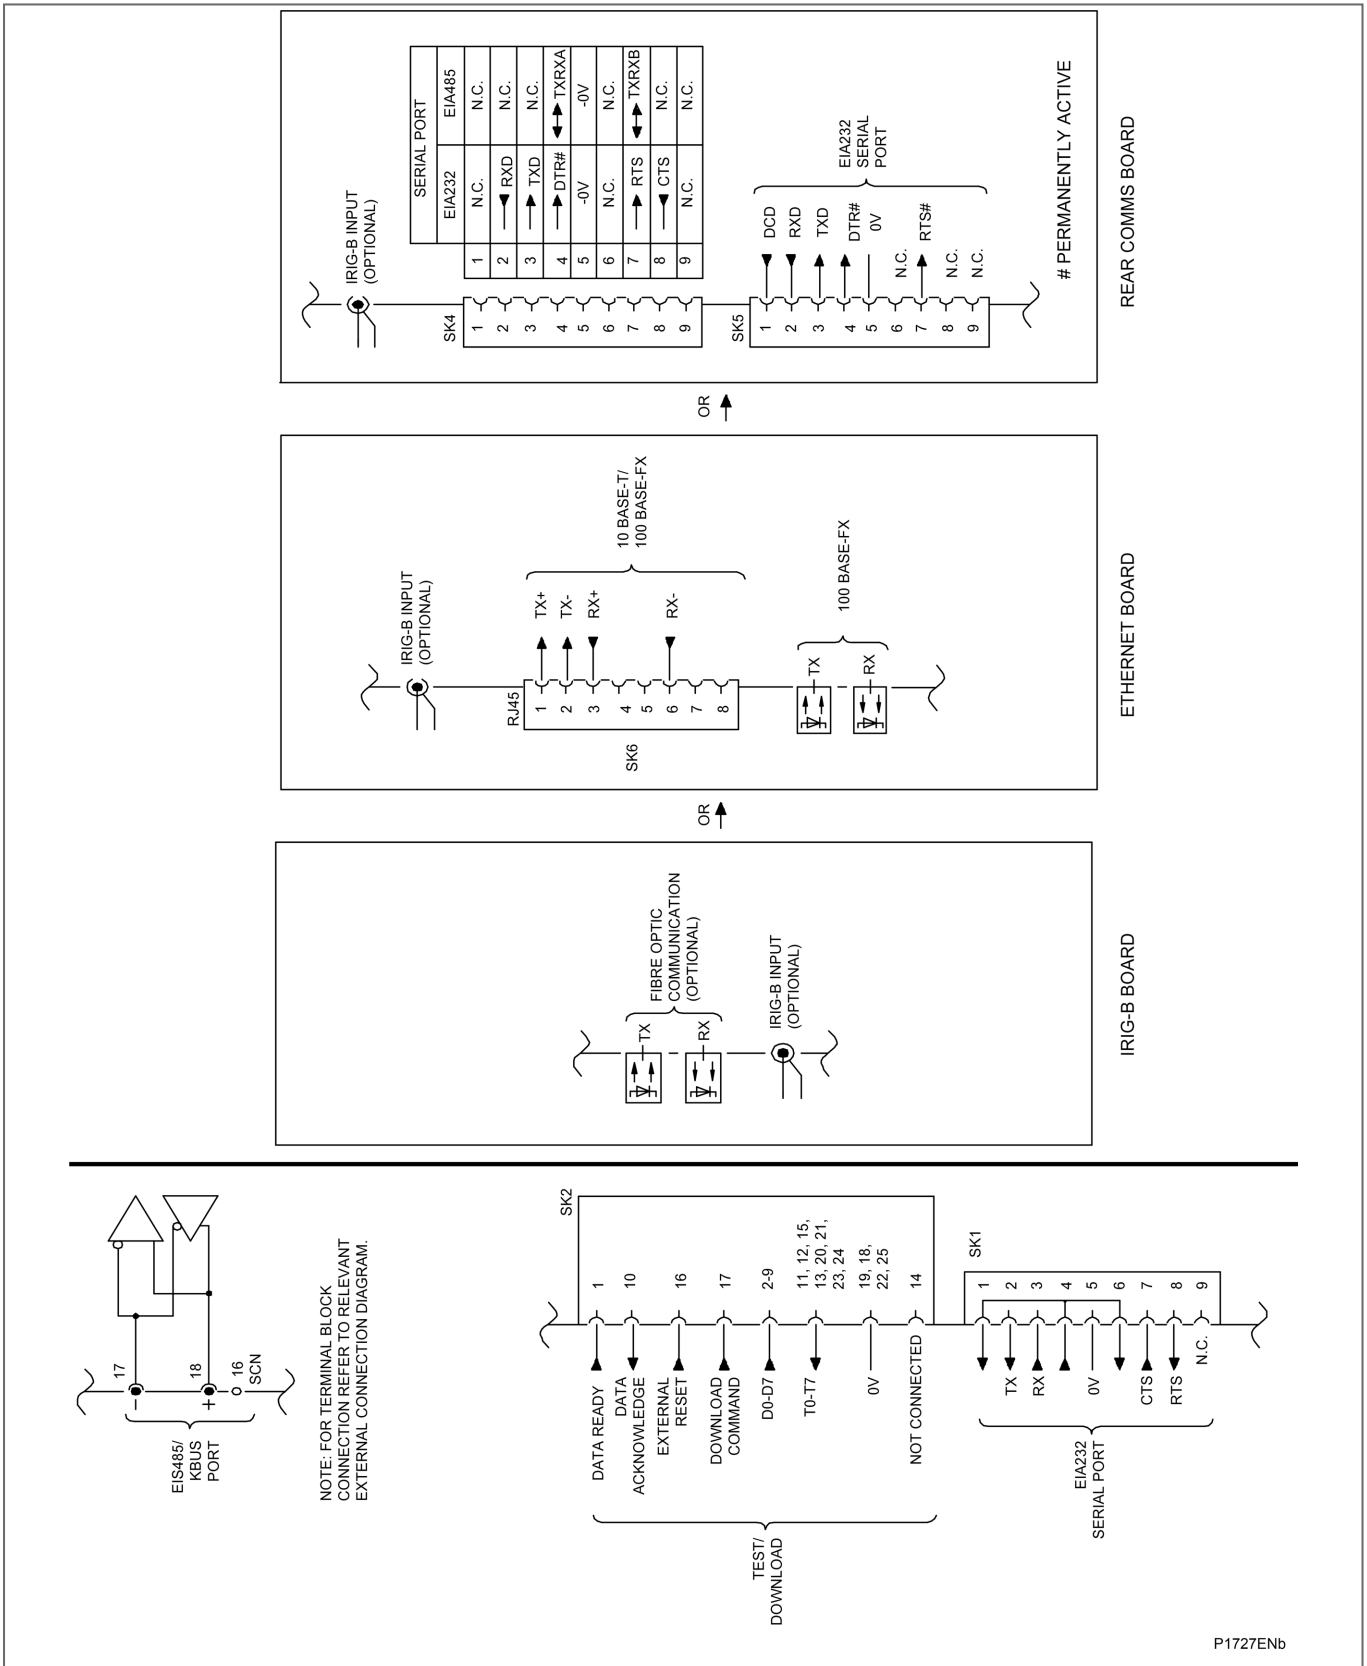 SERIAL PORT
EIA232
EIA485
1 N.C. N.C.
2 RXD N.C.
3 TXD N.C.
4 DTR# TXRXA
5 -0V -0V
6 N.C. N.C.
7 RTS TXRXB
8 CTS N.C.
9 N.C. N.C.
IRIG-B INPUT
(OPTIONAL)
SK4
1
2
3
4
5
6
7
8
9
SK5
1 DCD
2 RXD
3 TXD
4 DTR#
5 0V
6 N.C.
7 RTS#
8 N.C.
9 N.C.
EIA232
SERIAL
PORT
# PERMANENTLY ACTIVE
REAR COMMS BOARD
OR
IRIG-B INPUT
(OPTIONAL)
RJ45
1 TX+
2 TX-
3 RX+
4
5
6 RX-
7
8
SK6
10 BASE-T/
100 BASE-FX
TX
RX
100 BASE-FX
ETHERNET BOARD
OR
FIBRE OPTIC
COMMUNICATION
(OPTIONAL)
TX
RX
IRIG-B INPUT
(OPTIONAL)
IRIG-B BOARD
17
-
18
+
16
SCN
EIS485/
KBUS
PORT
NOTE: FOR TERMINAL BLOCK
CONNECTION REFER TO RELEVANT
EXTERNAL CONNECTION DIAGRAM.
SK2
DATA READY 1
DATA
ACKNOWLEDGE 10
EXTERNAL
RESET 16
DOWNLOAD
COMMAND 17
D0-D7 2-9
T0-T7
11, 12, 15,
13, 20, 21,
23, 24
0V
19, 18,
22, 25
NOT CONNECTED 14
TEST/
DOWNLOAD
SK1
1
TX 2
RX 3
4
0V 5
6
CTS 7
RTS 8
N.C. 9
EIA232
SERIAL PORT
P1727ENb